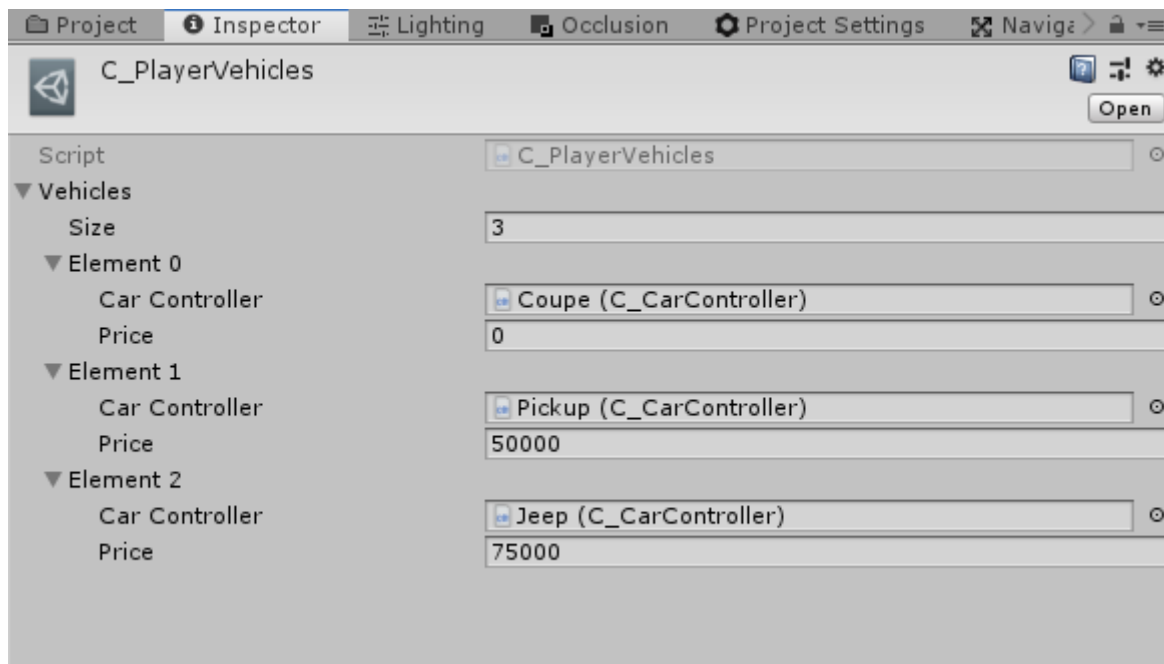 Project Inspector Lighting Occlusion Project Settings Naviga
C_PlayerVehicles
Open
Script C_PlayerVehicles
Vehicles
Size 3
Element 0
Car Controller Coupe (C_CarController)
Price 0
Element 1
Car Controller Pickup (C_CarController)
Price 50000
Element 2
Car Controller Jeep (C_CarController)
Price 75000